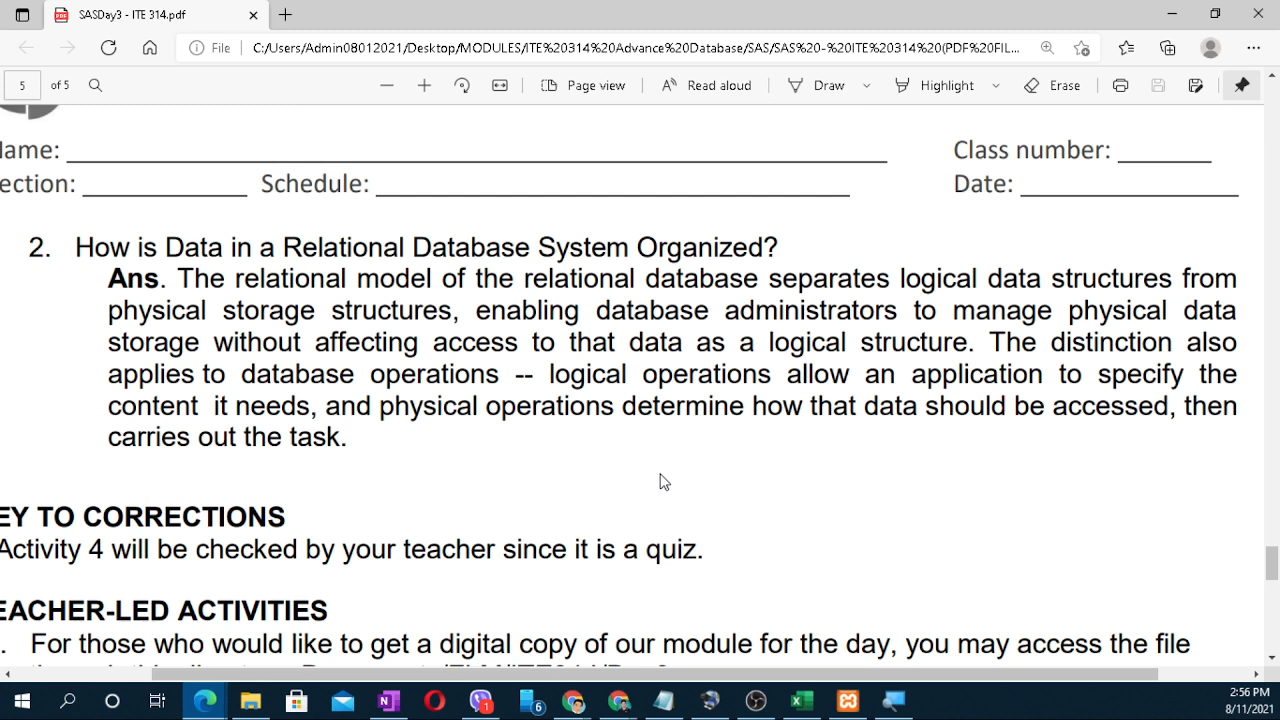 SASDay3 - ITE 314.pdf
File C:/Users/Admin08012021/Desktop/MODULES/ITE%20314%20Advance%20Database/SAS/SAS%20-%20ITE%20314%20(PDF%20FIL...
5 of 5 Page view Read aloud Draw Highlight Erase
lame: Class number:
ection: Schedule: Date:
2. How is Data in a Relational Database System Organized?
Ans. The relational model of the relational database separates logical data structures from
physical storage structures, enabling database administrators to manage physical data
storage without affecting access to that data as a logical structure. The distinction also
applies to database operations -- logical operations allow an application to specify the
content it needs, and physical operations determine how that data should be accessed, then
carries out the task.
EY TO CORRECTIONS
Activity 4 will be checked by your teacher since it is a quiz.
EACHER-LED ACTIVITIES
. For those who would like to get a digital copy of our module for the day, you may access the file
1
6
2:56 PM
8/11/2021